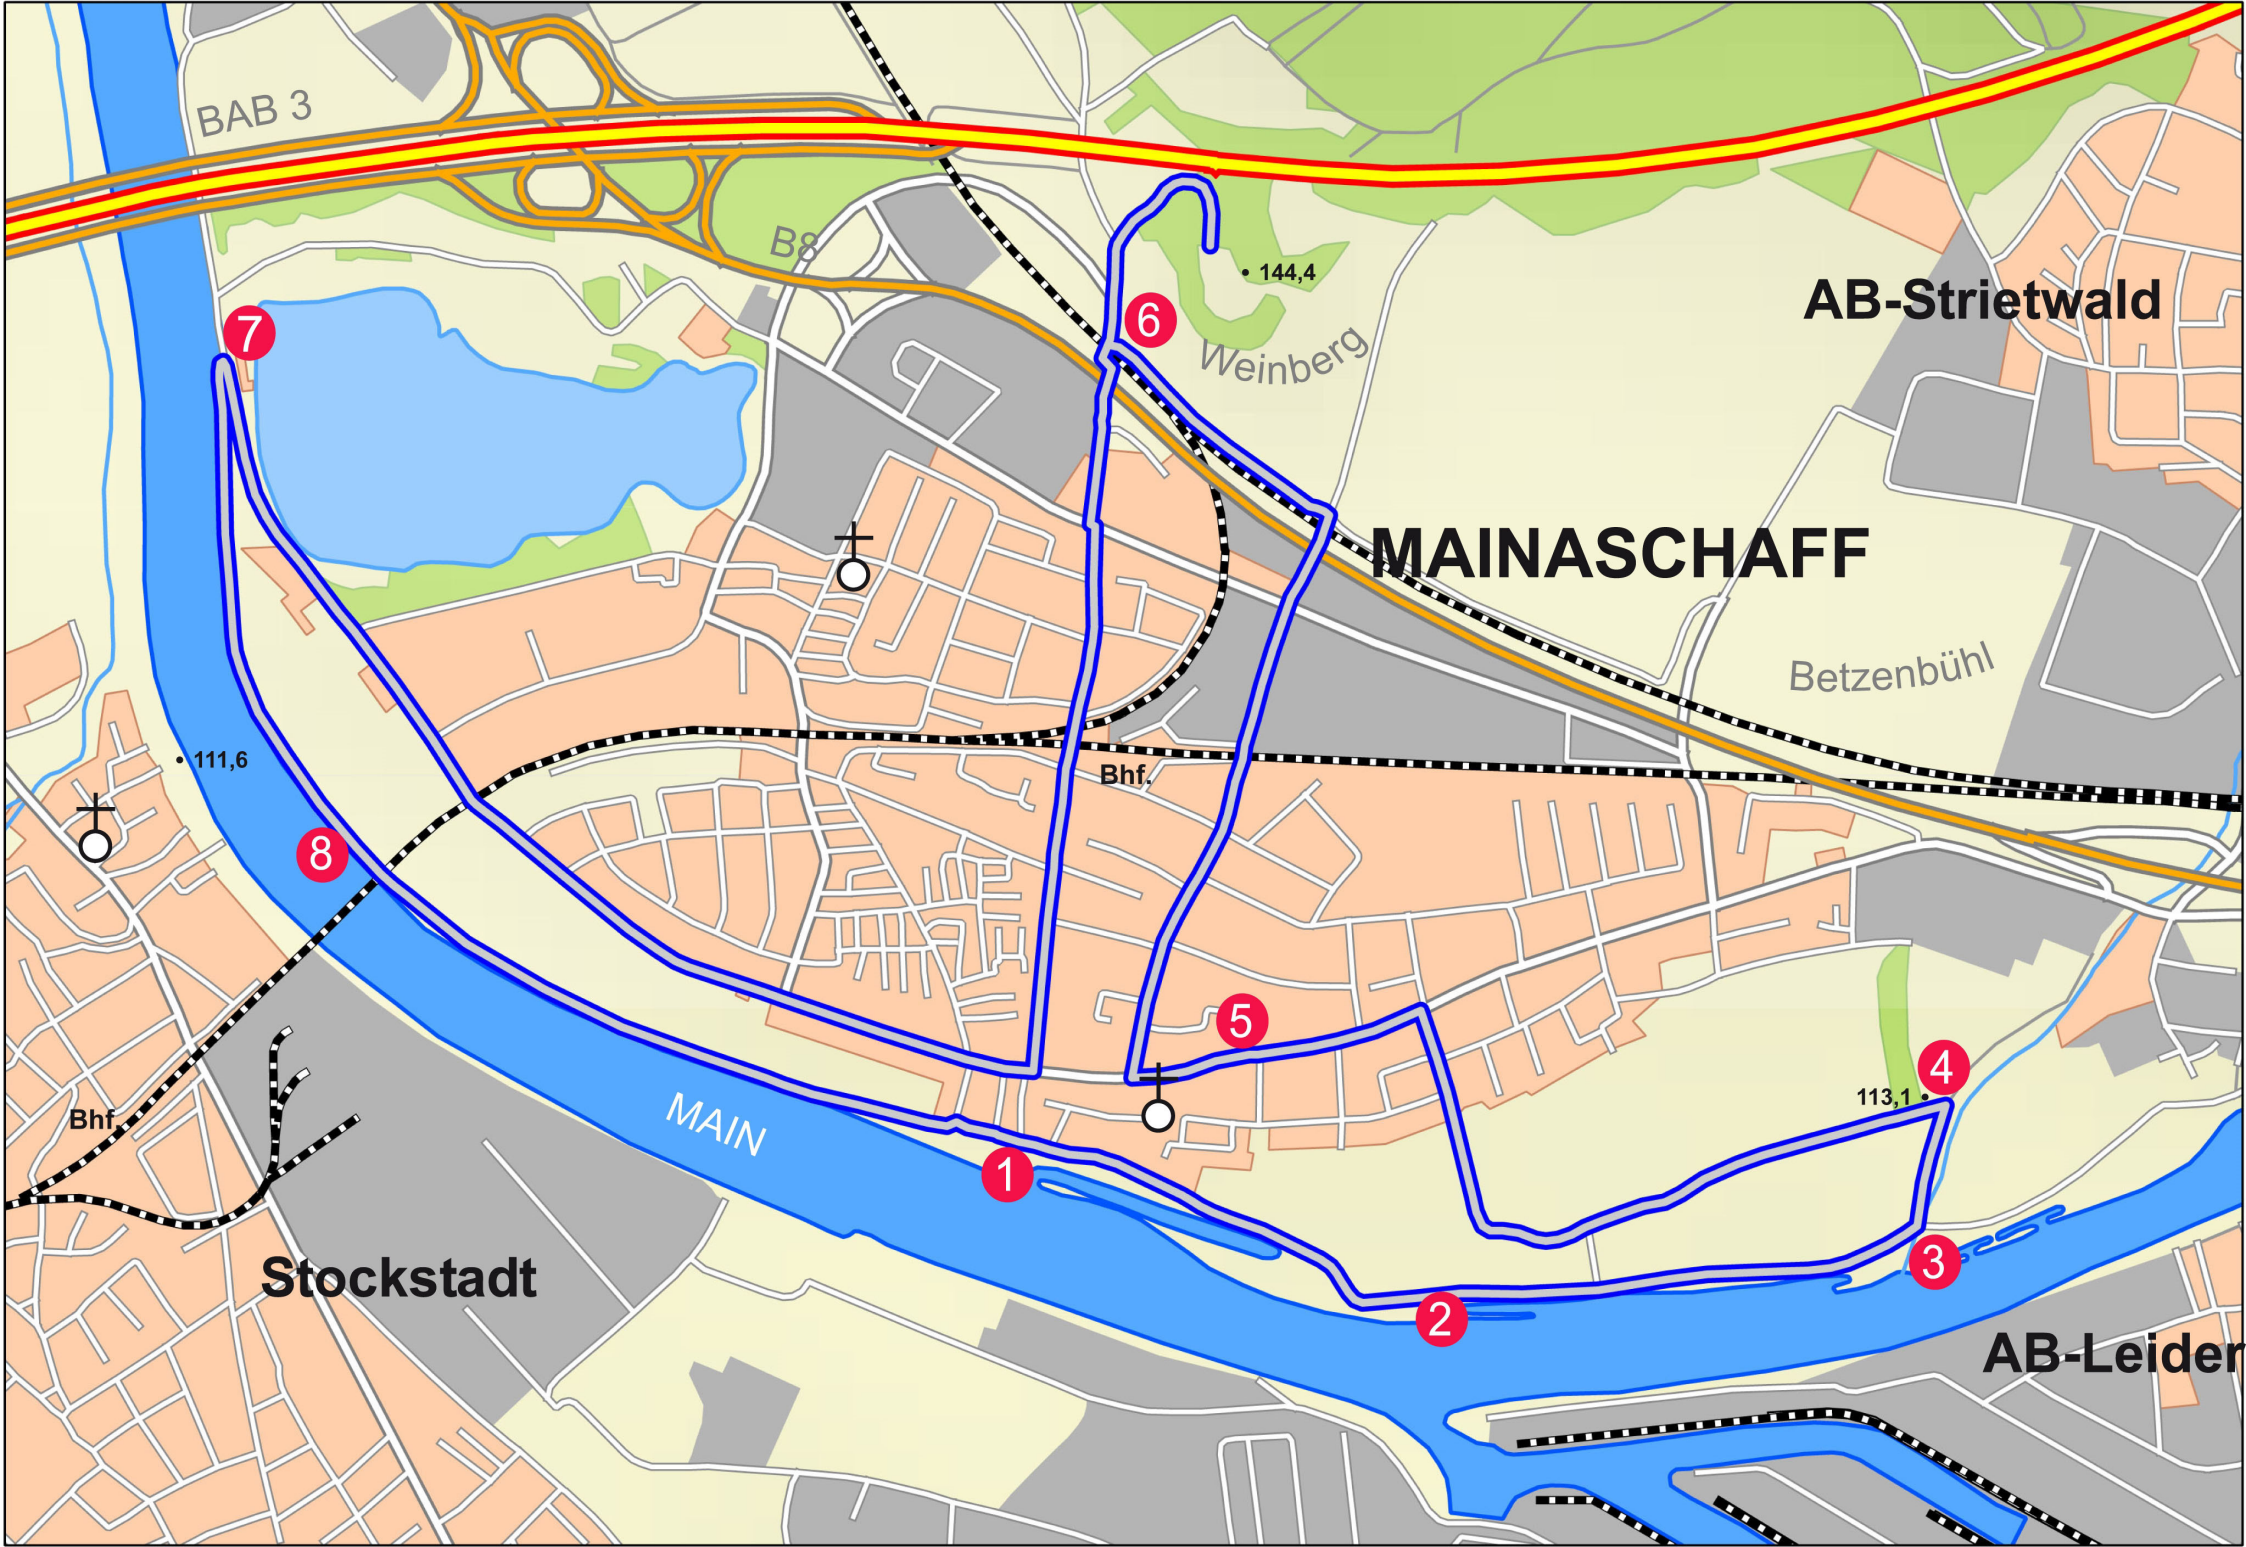 BAB 3
B8
144,4
AB-Strietwald
7
6
Weinberg
MAINASCHAFF
Betzenbühl
111,6
Bhf.
8
5
4
113,1
Bhf.
MAIN
1
3
Stockstadt
2
AB-Leider